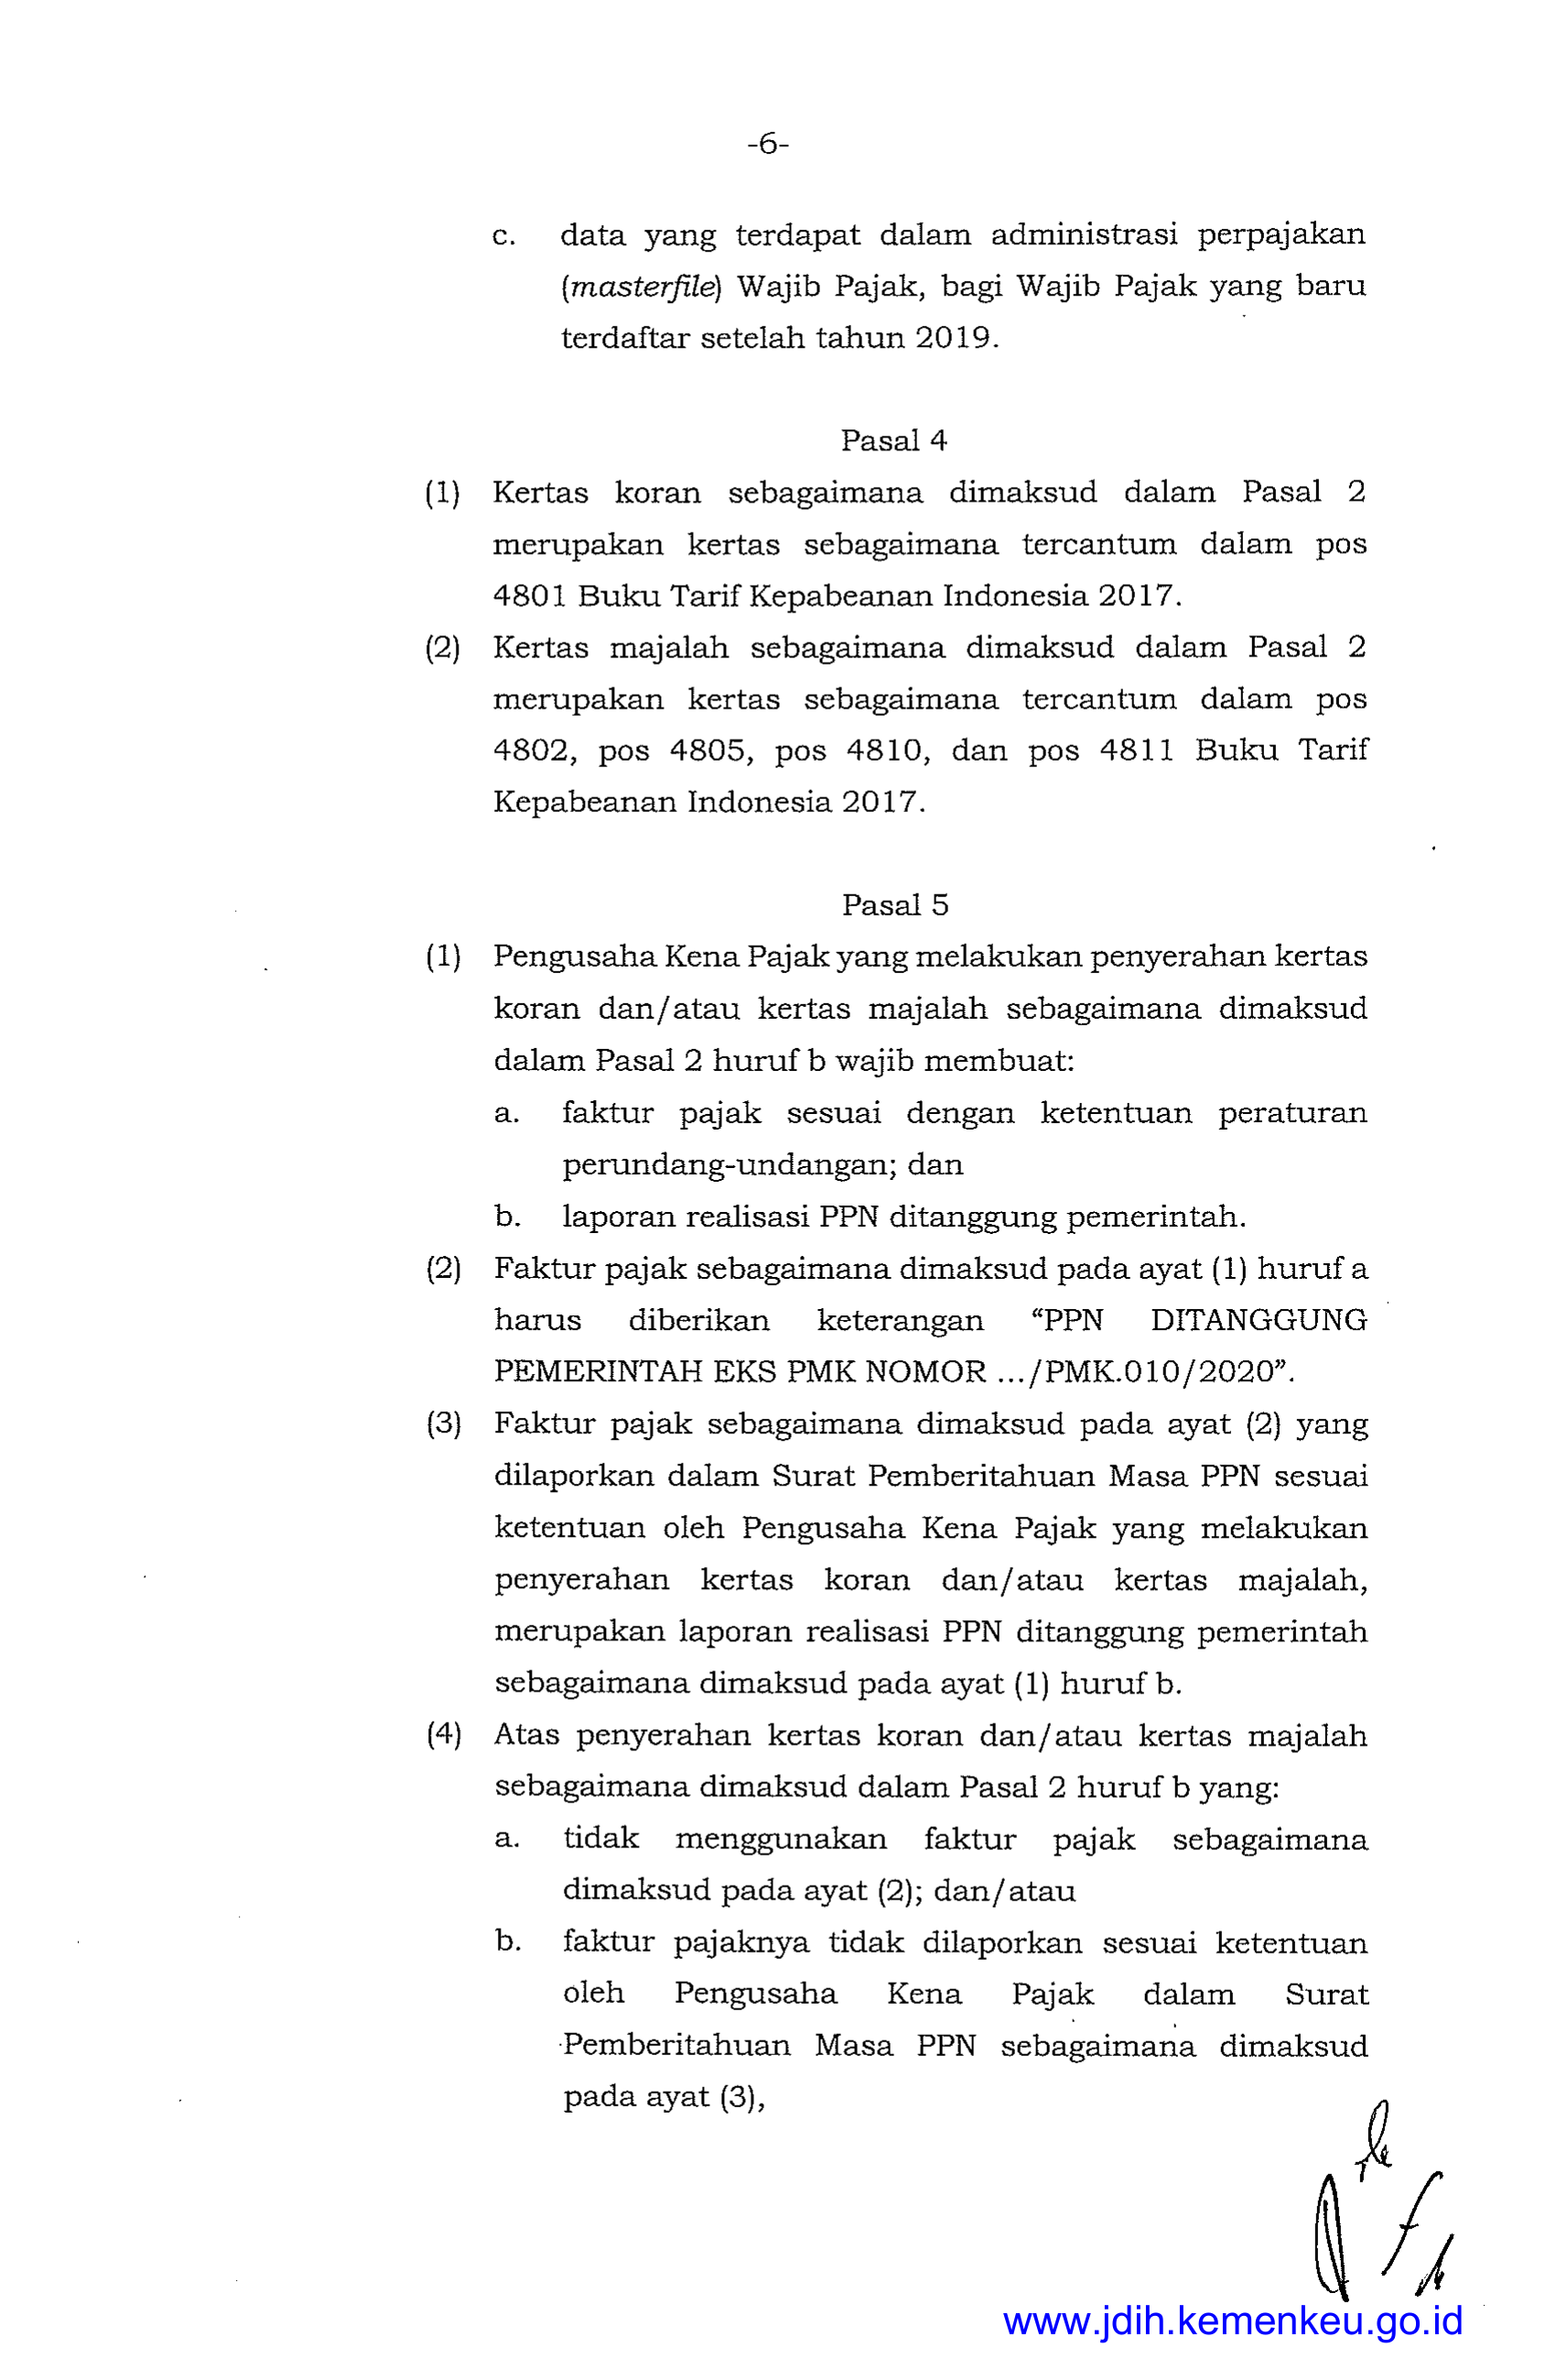 -6-
c. data yang terdapat dalam administrasi perpajakan
(masterfile) Wajib Pajak, bagi Wajib Pajak yang baru
terdaftar setelah tahun 2019.
Pasal 4
(1) Kertas koran sebagaimana dimaksud dalam Pasal 2
merupakan kertas sebagaimana tercantum dalam pos
4801 Buku Tarif Kepabeanan Indonesia 2017.
(2) Kertas majalah sebagaimana dimaksud dalam Pasal 2
merupakan kertas sebagaimana tercantum dalam pos
4802, pos 4805, pos 4810, dan pos 4811 Buku Tarif
Kepabeanan Indonesia 2017.
Pasal 5
(1) Pengusaha Kena Pajak yang melakukan penyerahan kertas
koran dan/atau kertas majalah sebagaimana dimaksud
dalam Pasal 2 huruf b wajib membuat:
a. faktur pajak sesuai dengan ketentuan peraturan
perundang-undangan; dan
b. laporan realisasi PPN ditanggung pemerintah.
(2) Faktur pajak sebagaimana dimaksud pada ayat (1) huruf a
harus diberikan keterangan “PPN DITANGGUNG
PEMERINTAH EKS PMK NOMOR .../PMK.010/2020”.
(3) Faktur pajak sebagaimana dimaksud pada ayat (2) yang
dilaporkan dalam Surat Pemberitahuan Masa PPN sesuai
ketentuan oleh Pengusaha Kena Pajak yang melakukan
penyerahan kertas koran dan/atau kertas majalah,
merupakan laporan realisasi PPN ditanggung pemerintah
sebagaimana dimaksud pada ayat (1) huruf b.
(4) Atas penyerahan kertas koran dan/atau kertas majalah
sebagaimana dimaksud dalam Pasal 2 huruf b yang:
a. tidak menggunakan faktur pajak sebagaimana
dimaksud pada ayat (2); dan/atau
b. faktur pajaknya tidak dilaporkan sesuai ketentuan
oleh Pengusaha Kena Pajak dalam Surat
Pemberitahuan Masa PPN sebagaimana dimaksud
pada ayat (3),
www.jdih.kemenkeu.go.id